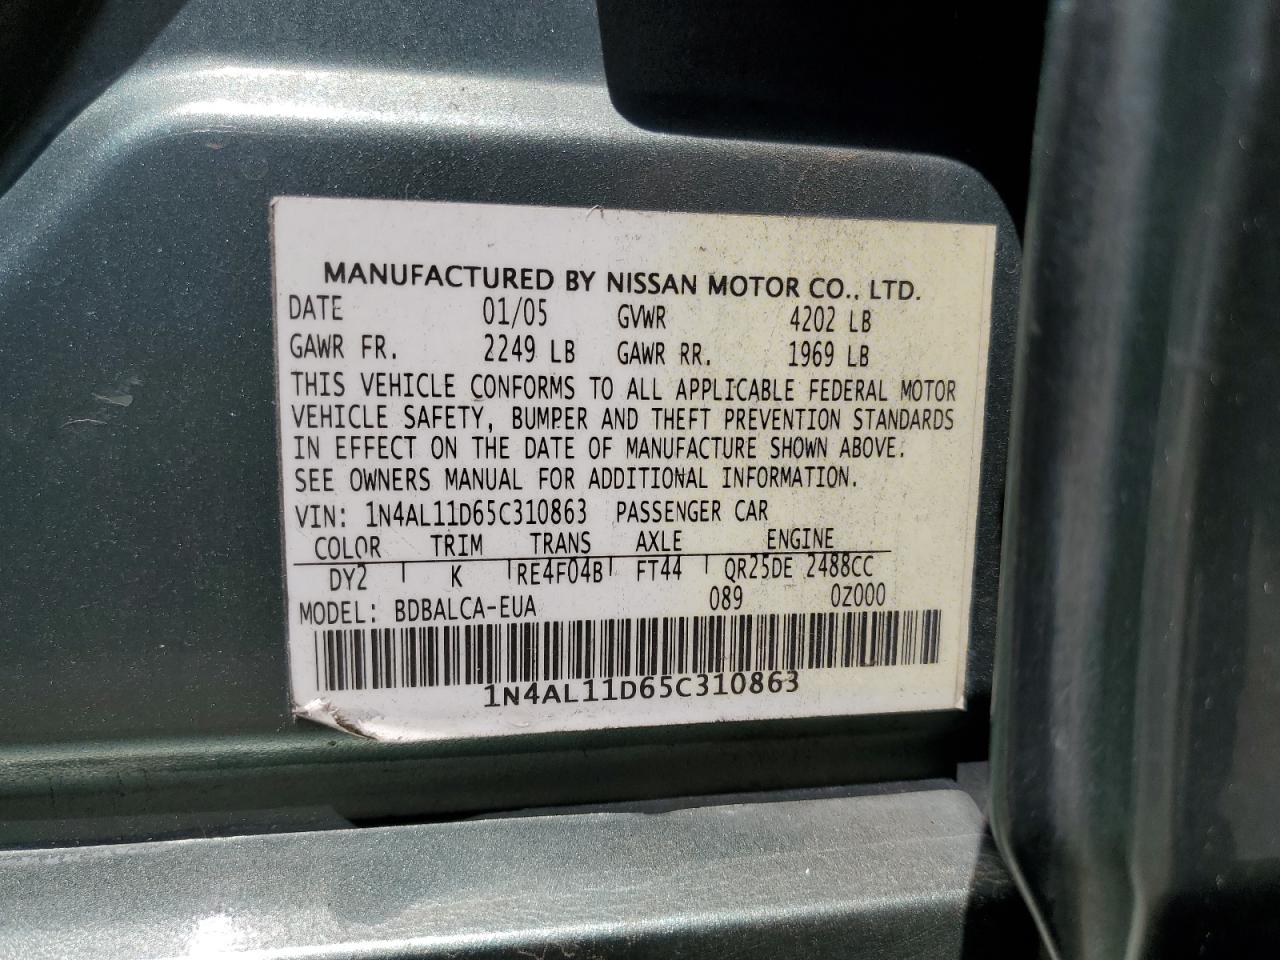 MANUFACTURED BY NISSAN MOTOR CO., LTD.
DATE 01/05 GVWR 4202 LB
GAWR FR. 2249 LB GAWR RR. 1969 LB
THIS VEHICLE CONFORMS TO ALL APPLICABLE FEDERAL MOTOR
VEHICLE SAFETY, BUMPER AND THEFT PREVENTION STANDARDS
IN EFFECT ON THE DATE OF MANUFACTURE SHOWN ABOVE.
SEE OWNERS MANUAL FOR ADDITIONAL INFORMATION.
VIN: 1N4AL11D65C310863 PASSENGER CAR
COLOR TRIM TRANS AXLE ENGINE
DY2 K RE4F04B FT44 QR25DE 2488CC
MODEL: BDBALCA-EUA 089 0Z000
1N4AL11D65C310863